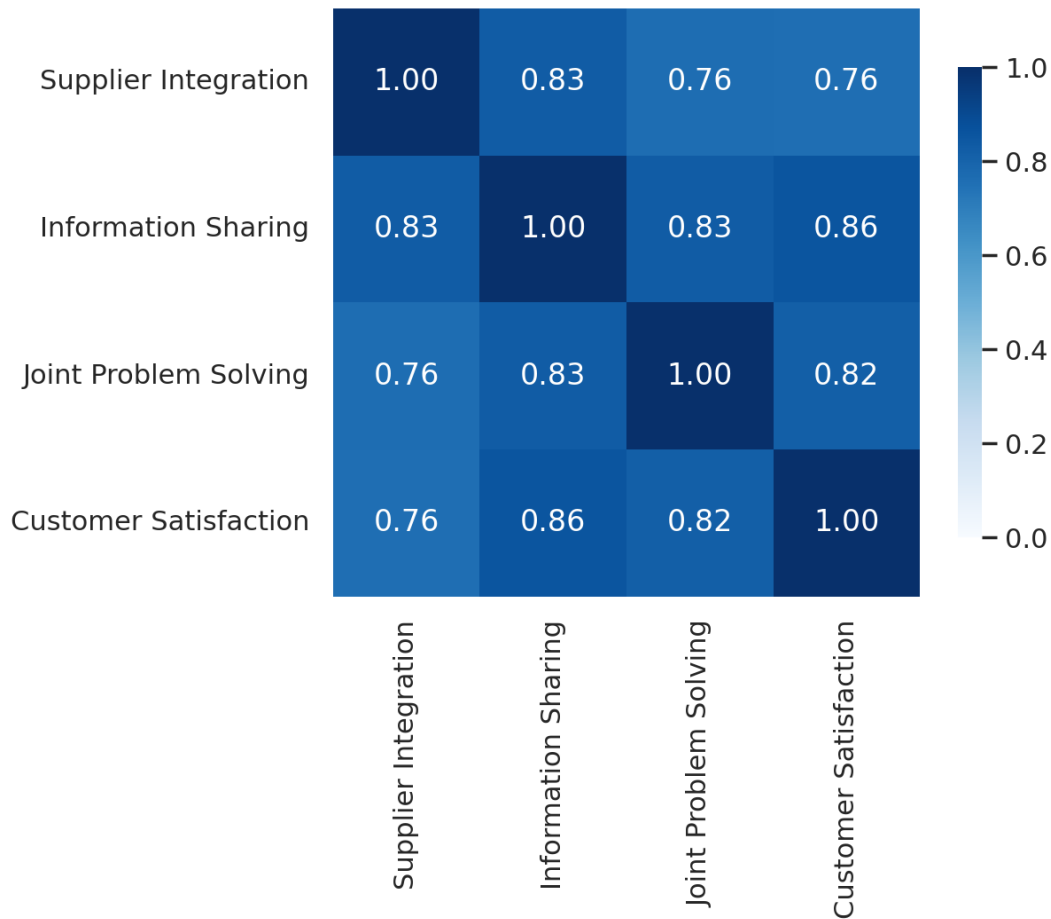 Supplier Integration 1.00 0.83 0.76 0.76
Information Sharing 0.83 1.00 0.83 0.86
Joint Problem Solving 0.76 0.83 1.00 0.82
Customer Satisfaction 0.76 0.86 0.82 1.00
Supplier Integration
Information Sharing
Joint Problem Solving
Customer Satisfaction
1.0
0.8
0.6
0.4
0.2
0.0